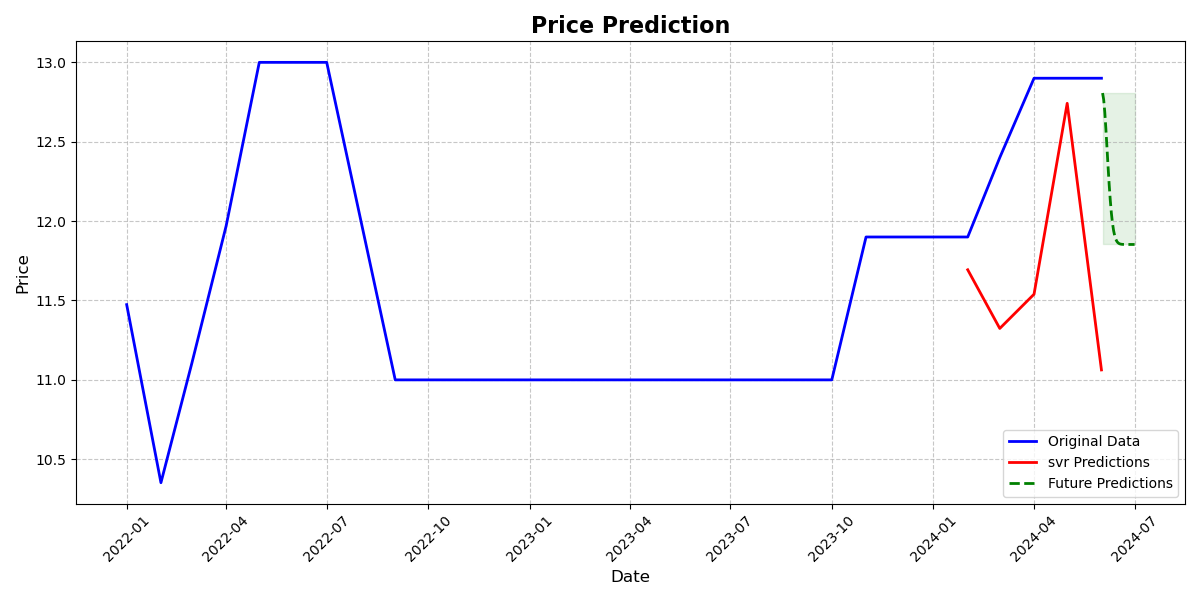 Price Prediction
Price
13.0
12.5
12.0
11.5
11.0
10.5
Original Data
svr Predictions
Future Predictions
2022-01
2022-04
2022-07
2022-10
2023-01
2023-04
2023-07
2023-10
2024-01
2024-04
2024-07
Date